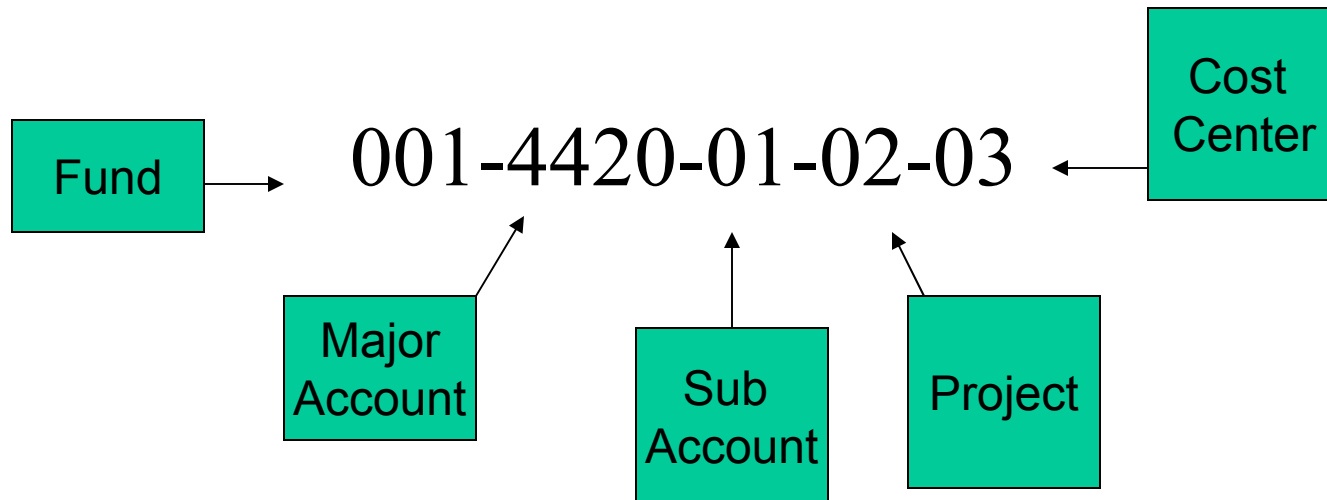 Cost
Center
001-4420-01-02-03
Fund
Major
Account
Sub
Account
Project